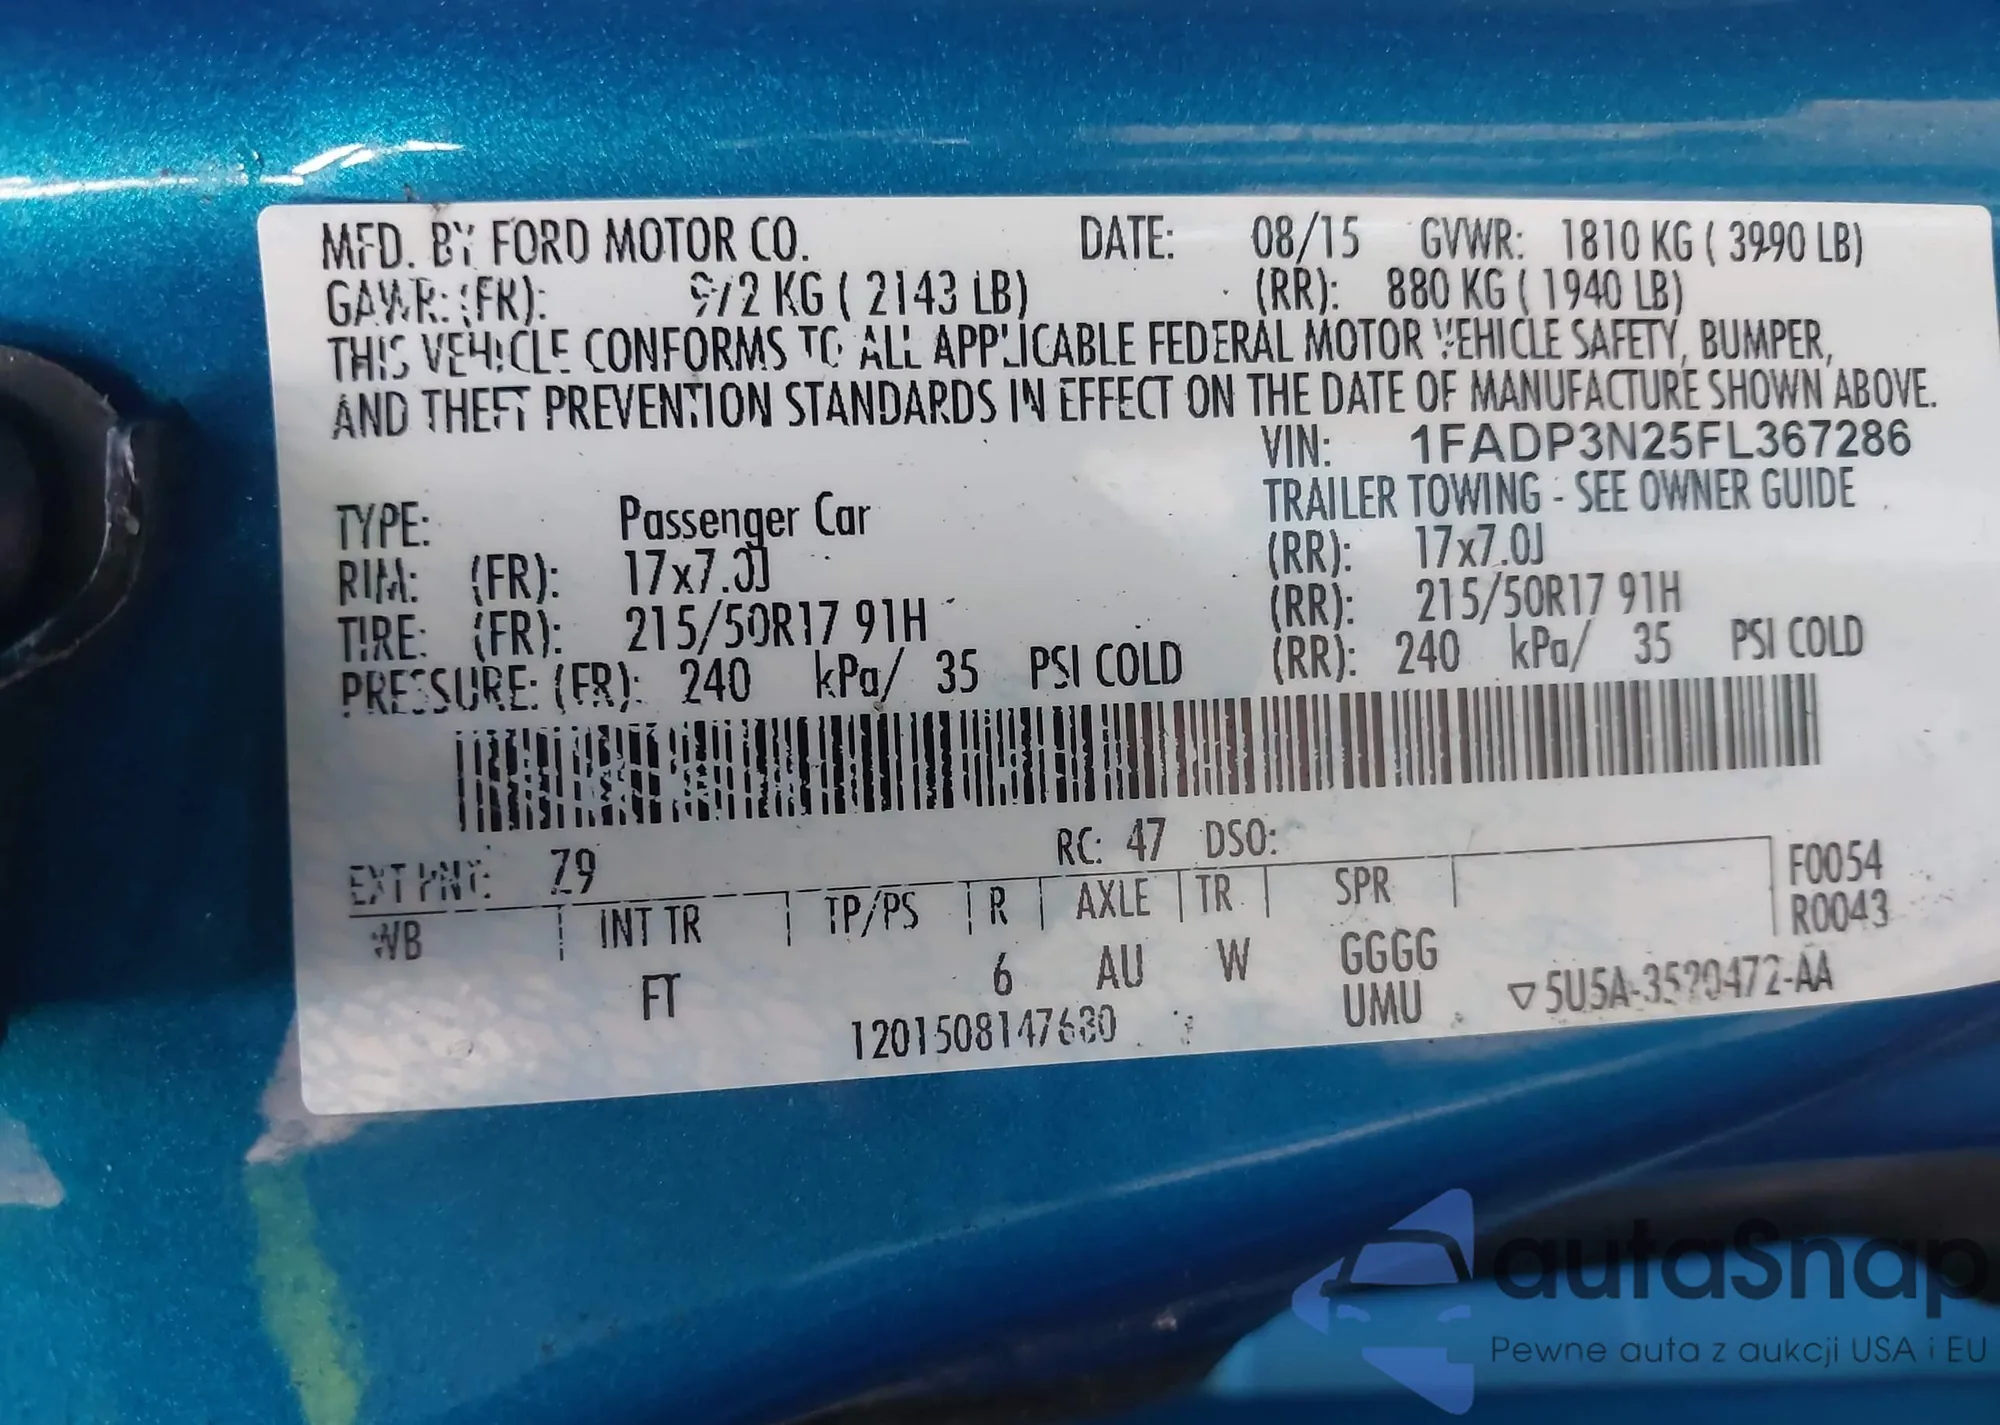 MFD. BY FORD MOTOR CO. DATE: 08/15 GVWR: 1810 KG ( 3990 LB)
GAWR: (FR): 972 KG ( 2143 LB) (RR): 880 KG ( 1940 LB)
THIS VEHICLE CONFORMS TO ALL APPLICABLE FEDERAL MOTOR VEHICLE SAFETY, BUMPER,
AND THEFT PREVENTION STANDARDS IN EFFECT ON THE DATE OF MANUFACTURE SHOWN ABOVE.
VIN: 1FADP3N25FL367286
TYPE: Passenger Car TRAILER TOWING - SEE OWNER GUIDE
RIM: (FR): 17x7.0J (RR): 17x7.0J
TIRE: (FR): 215/50R17 91H (RR): 215/50R17 91H
PRESSURE: (FR): 240 kPa/ 35 PSI COLD (RR): 240 kPa/ 35 PSI COLD
EXT PNT: Z9 RC: 47 DSO:
WB INT TR TP/PS R AXLE TR SPR F0054
R0043
FT 6 AU W GGGG
UMU ▽5U5A-3520472-AA
1201508147680
autaSnap
Pewne auta z aukcji USA i EU